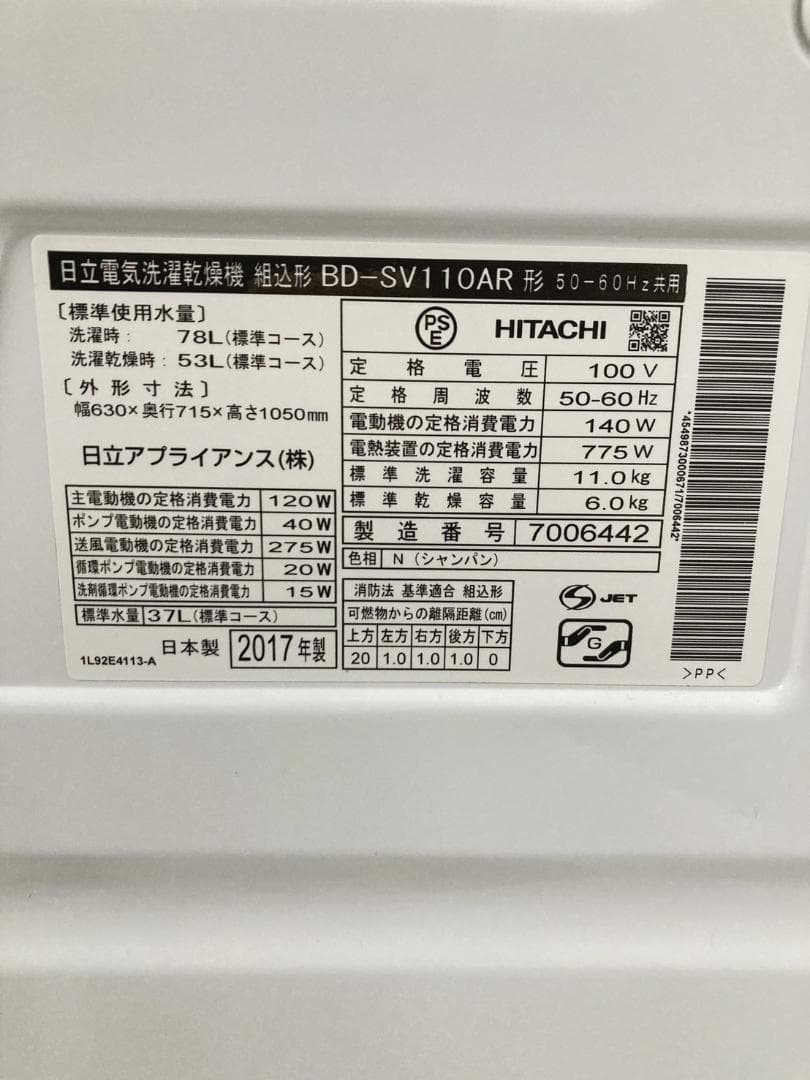 日立電気洗濯乾燥機 組込形 BD-SV110AR 形 50-60Hz共用
〔標準使用水量〕
洗濯時： 78L(標準コース)
洗濯乾燥時：53L(標準コース)
〔外形寸法〕
幅630×奥行715×高さ1050mm
日立アプライアンス(株)
主電動機の定格消費電力 120W
ポンプ電動機の定格消費電力 40W
送風電動機の定格消費電力 275W
循環ポンプ電動機の定格消費電力 20W
洗剤循環ポンプ電動機の定格消費電力 15W
標準水量 37L(標準コース)
1L92E4113-A 日本製 2017年製
PSE HITACHI
定格電圧 100V
定格周波数 50-60Hz
電動機の定格消費電力 140W
電熱装置の定格消費電力 775W
標準洗濯容量 11.0kg
標準乾燥容量 6.0kg
製造番号 7006442
色相 N（シャンパン）
消防法 基準適合 組込形
可燃物からの離隔距離(cm)
上方 左方 右方 後方 下方
20 1.0 1.0 1.0 0
S JET
G
*4549873000671/7006442*
>PP<